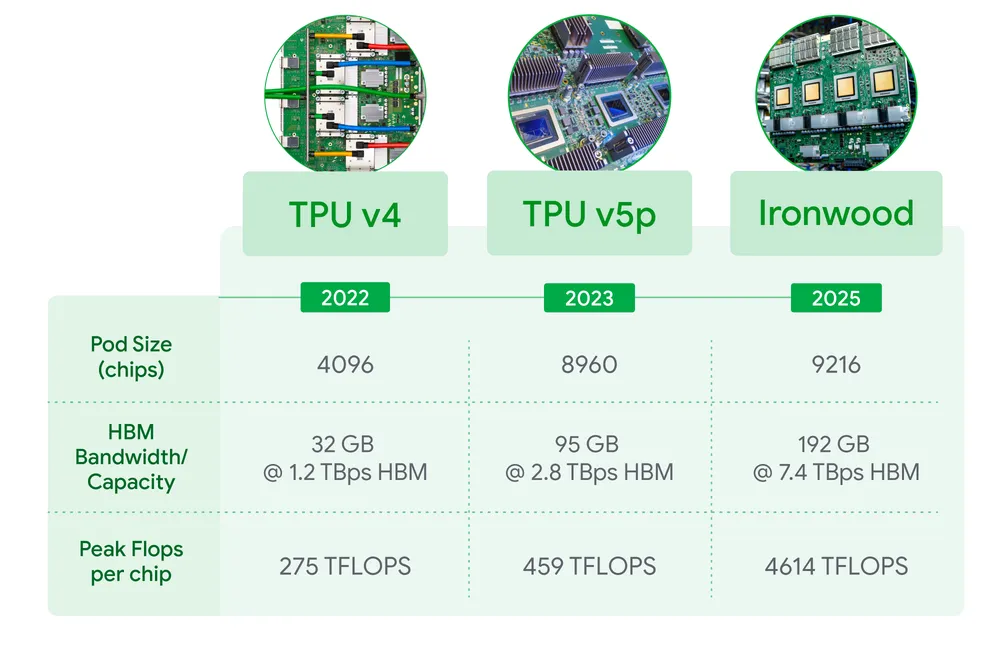 TPU v4
TPU v5p
Ironwood
2022
2023
2025
Pod Size
(chips)
4096
8960
9216
HBM
Bandwidth/
Capacity
32 GB
@ 1.2 TBps HBM
95 GB
@ 2.8 TBps HBM
192 GB
@ 7.4 TBps HBM
Peak Flops
per chip
275 TFLOPS
459 TFLOPS
4614 TFLOPS